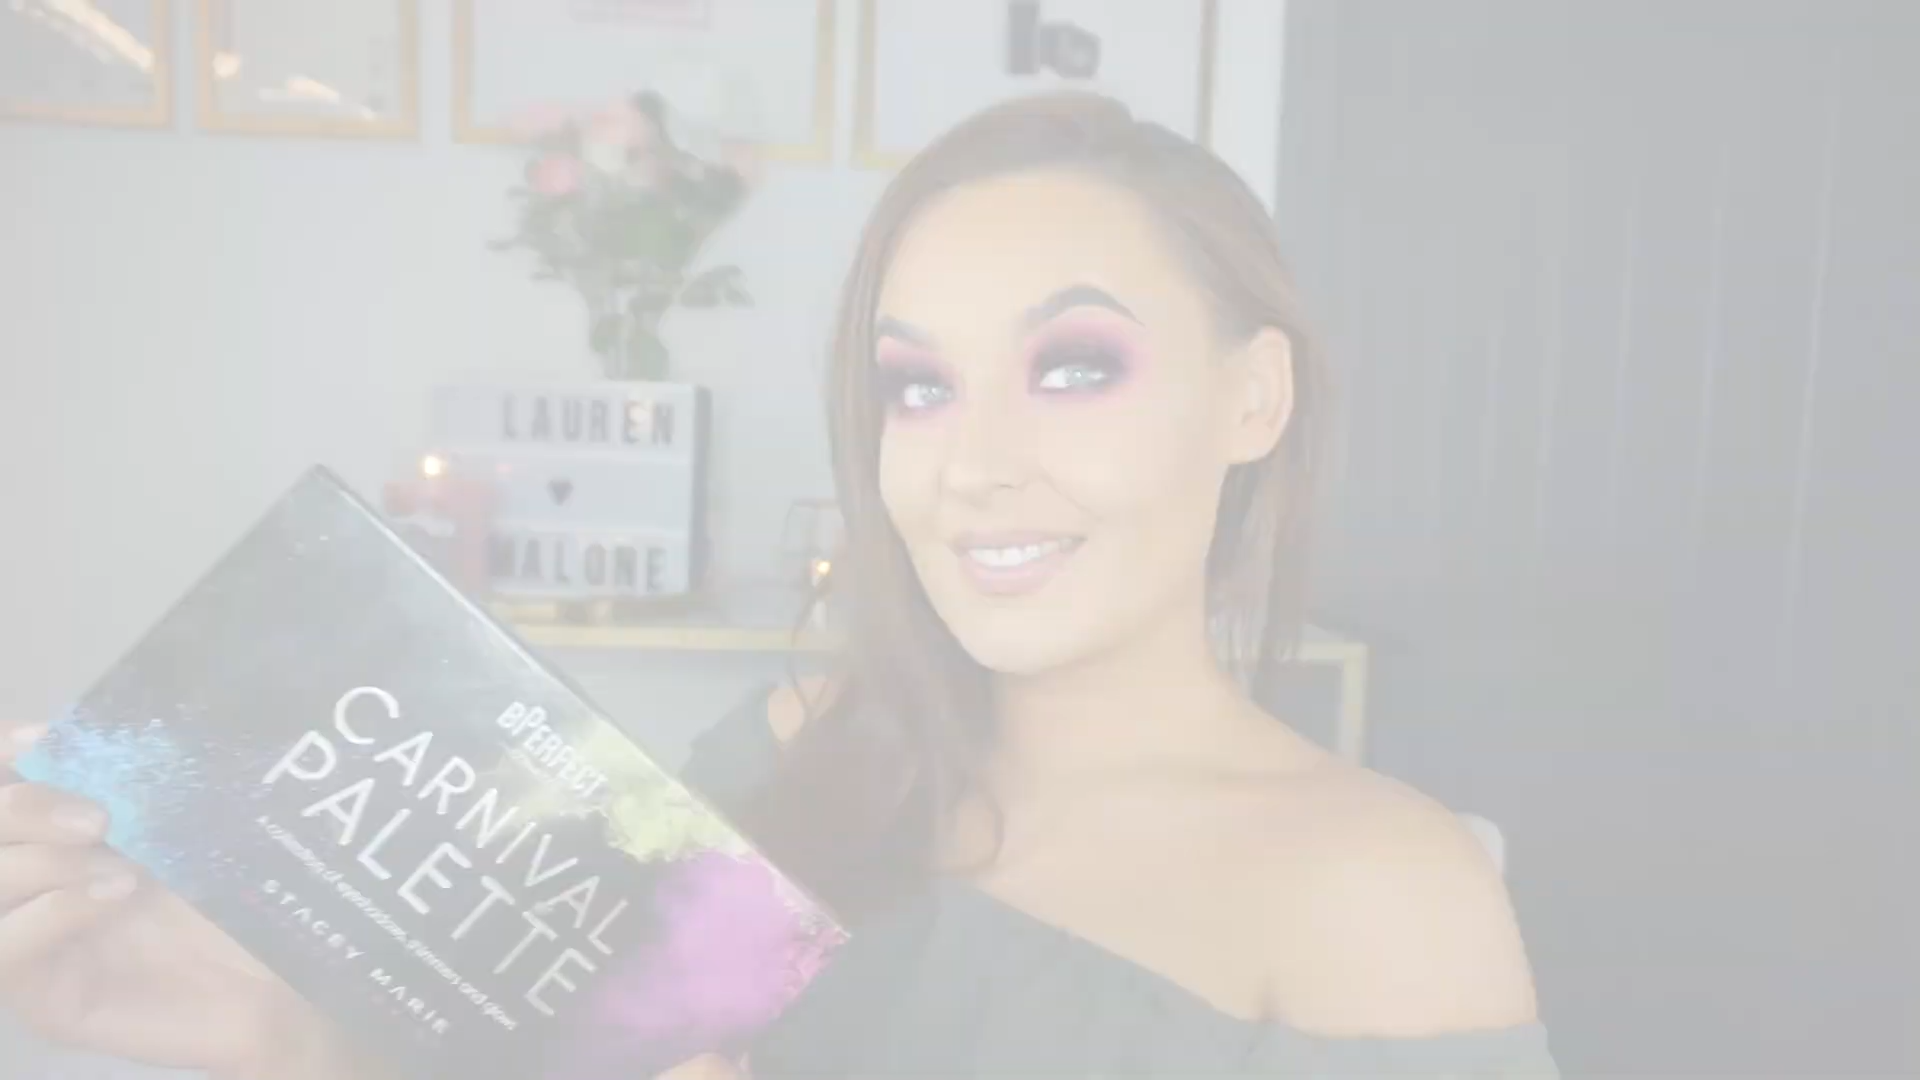 LAUREN
♥
MALONE
BPERFECT
CARNIVAL
PALETTE
STACEY MARIE